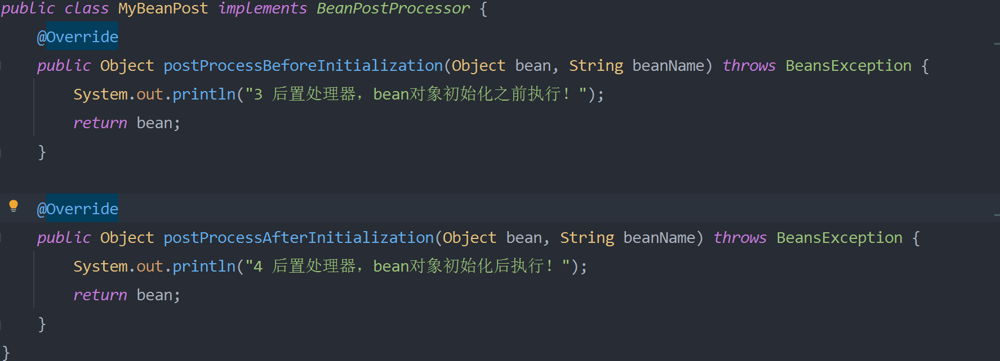 public class MyBeanPost implements BeanPostProcessor {
@Override
public Object postProcessBeforeInitialization(Object bean, String beanName) throws BeansException {
System.out.println("3 后置处理器，bean对象初始化之前执行！");
return bean;
}
@Override
public Object postProcessAfterInitialization(Object bean, String beanName) throws BeansException {
System.out.println("4 后置处理器，bean对象初始化后执行！");
return bean;
}
}